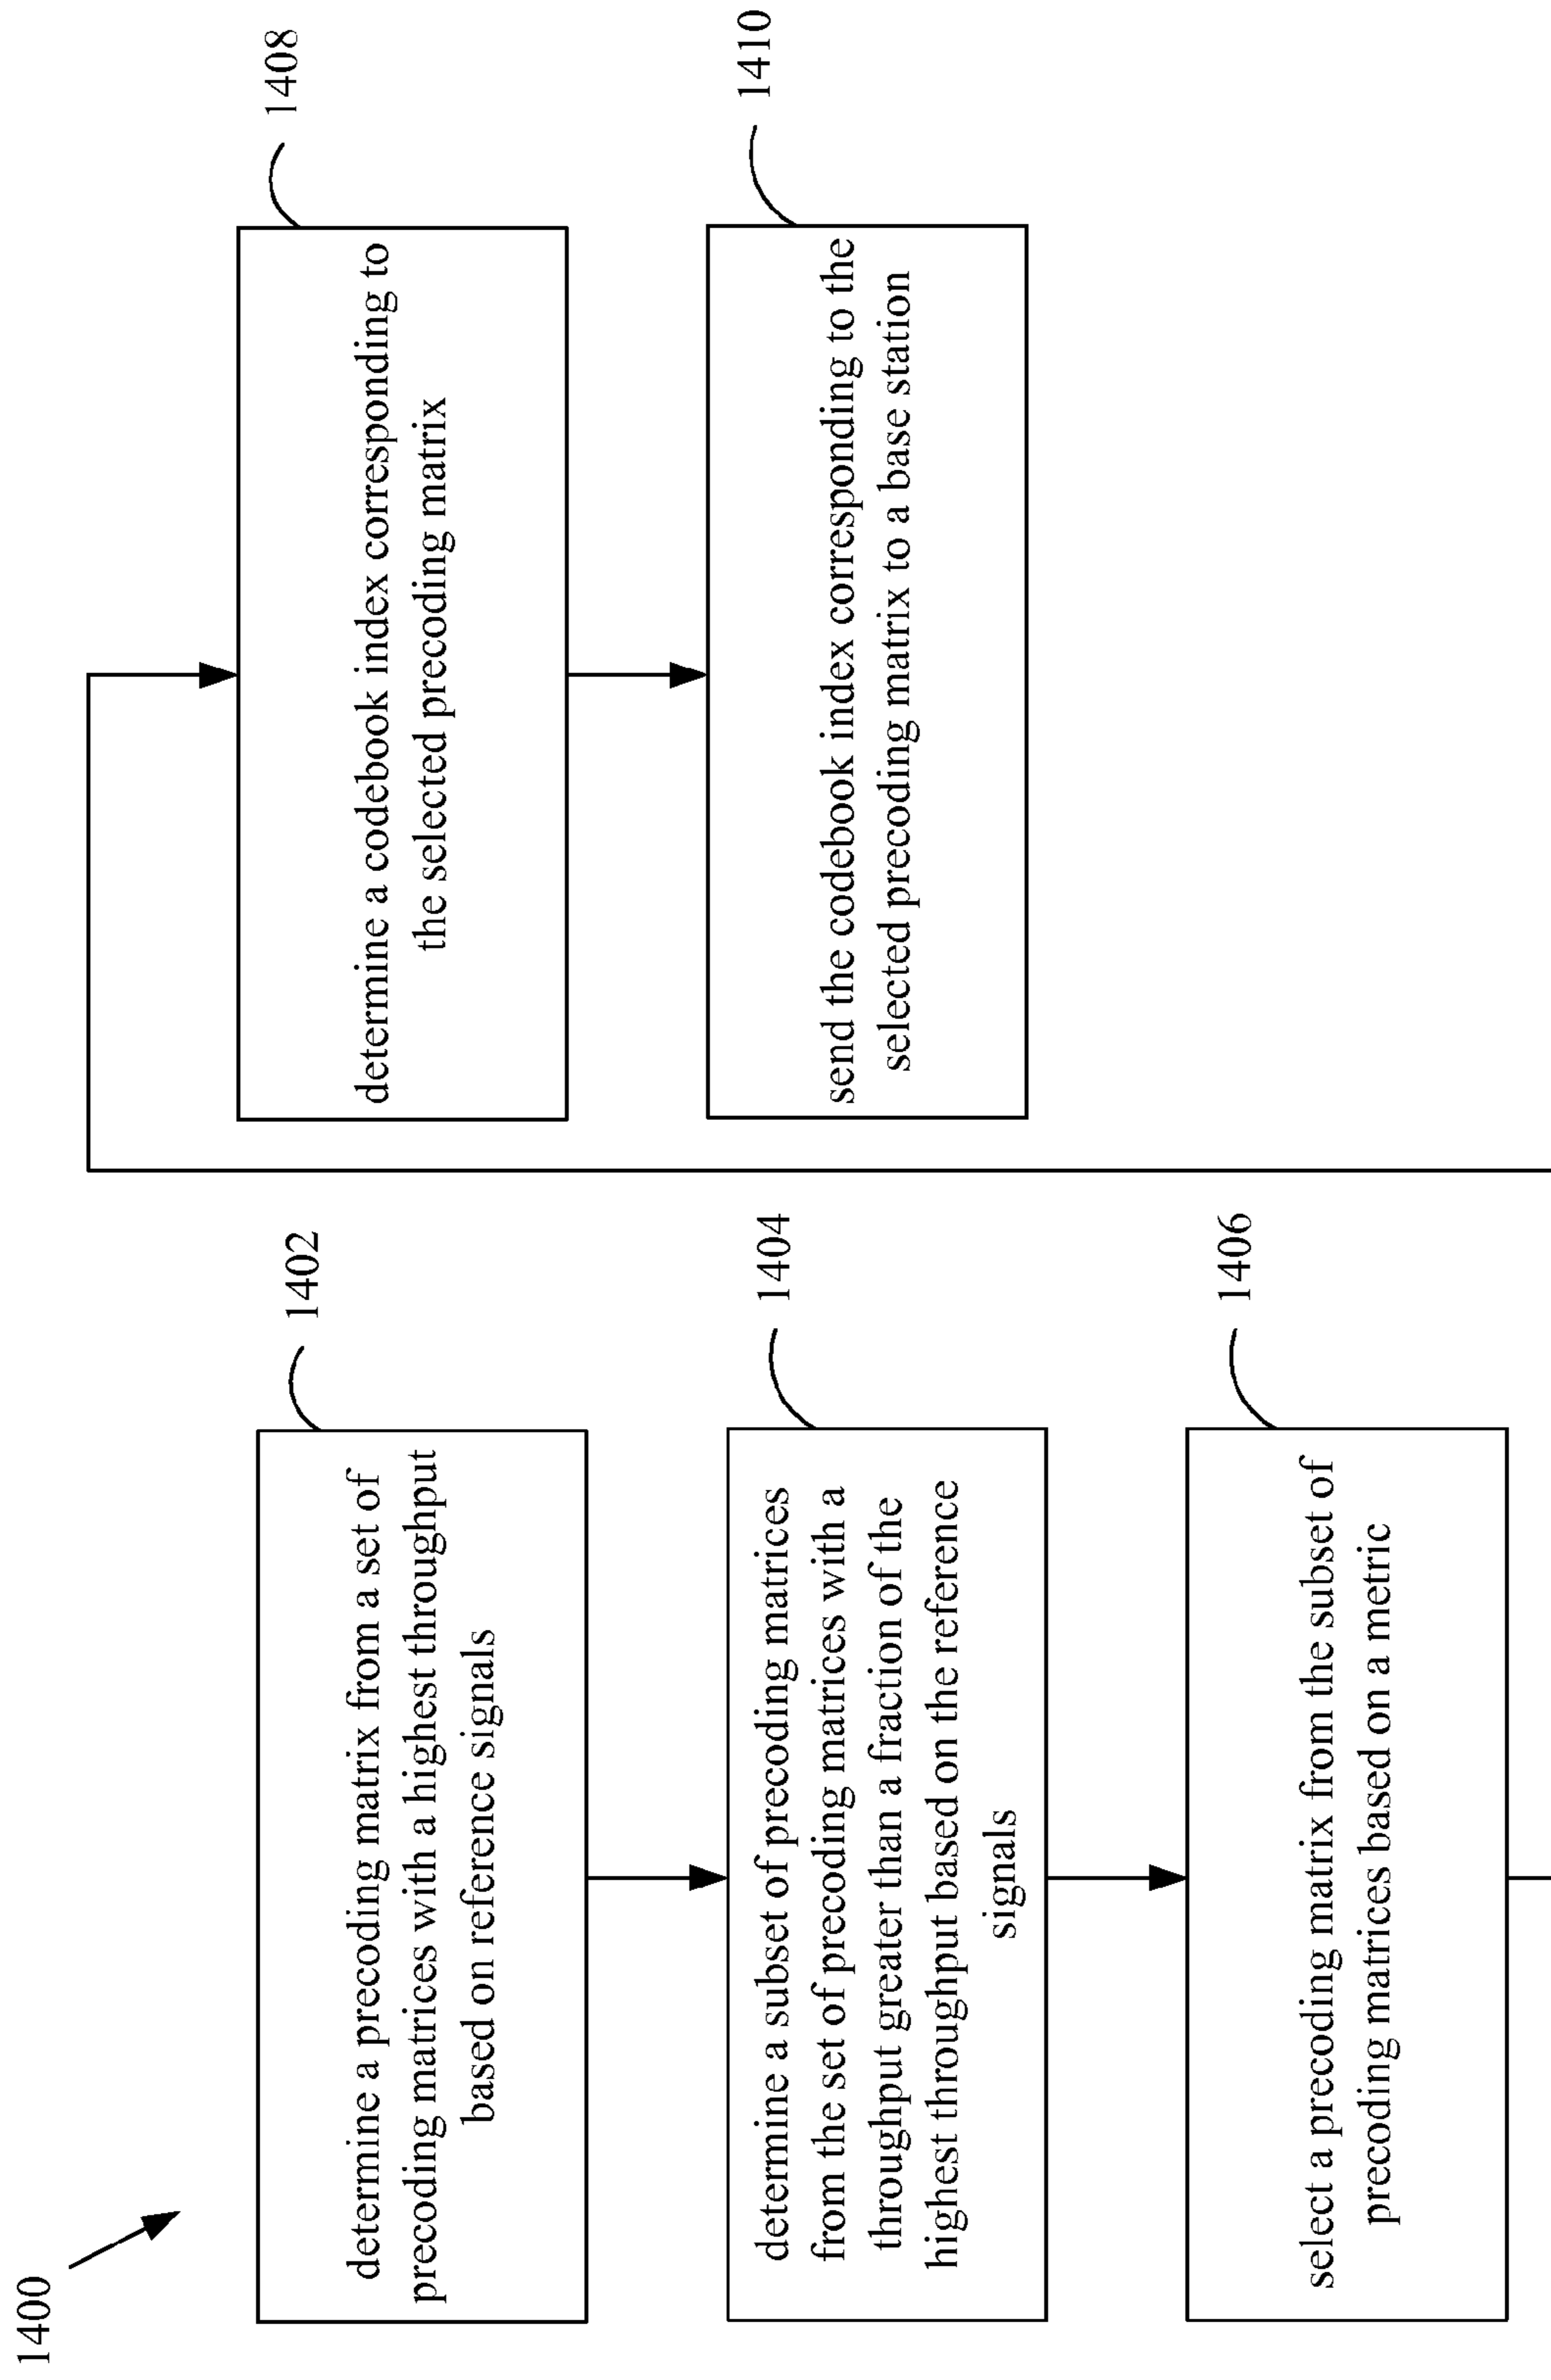 1400
1402
determine a precoding matrix from a set of
precoding matrices with a highest throughput
based on reference signals
1404
determine a subset of precoding matrices
from the set of precoding matrices with a
throughput greater than a fraction of the
highest throughput based on the reference
signals
1406
select a precoding matrix from the subset of
precoding matrices based on a metric
1408
determine a codebook index corresponding to
the selected precoding matrix
1410
send the codebook index corresponding to the
selected precoding matrix to a base station